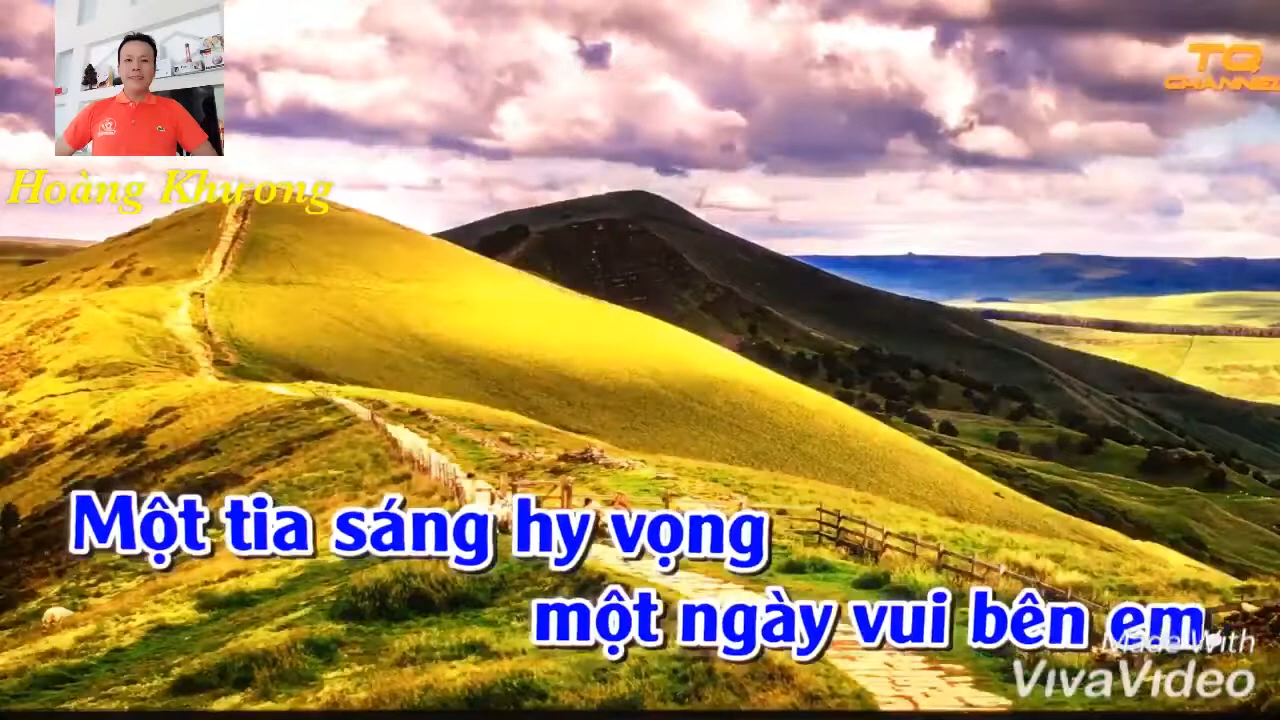 TQ
CHANNEL
Hoàng Khương
Một tia sáng hy vọng
một ngày vui bên em
Made With
VivaVideo